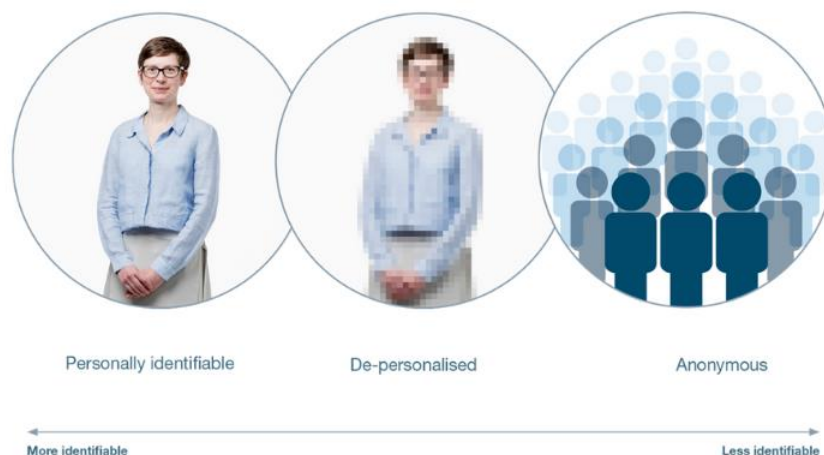 Personally identifiable
De-personalised
Anonymous
More identifiable
Less identifiable